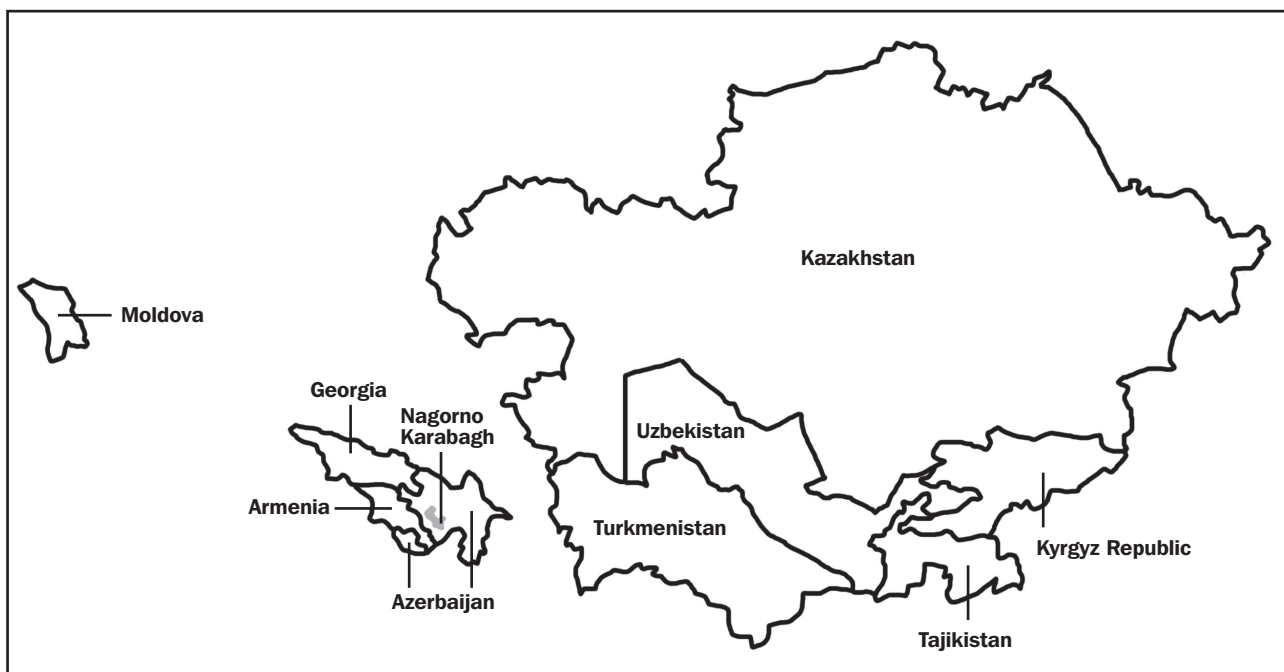 Kazakhstan
Moldova
Georgia
Nagorno
Karabagh
Uzbekistan
Armenia
Turkmenistan
Kyrgyz Republic
Azerbaijan
Tajikistan